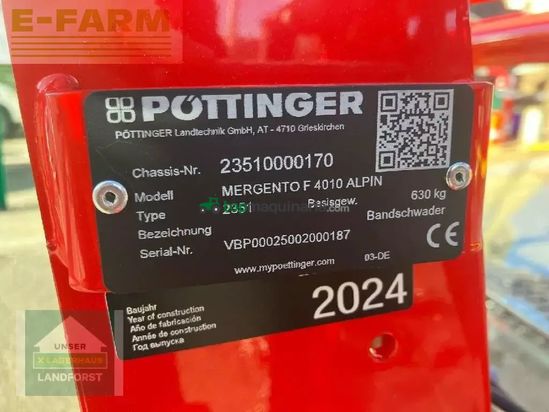 E-FARM
PÖTTINGER
PÖTTINGER Landtechnik GmbH, AT - 4710 Grieskirchen
Chassis-Nr. 23510000170
Modell MERGENTO F 4010 ALPIN
Type 2351 Basisgew. 630 kg
Bezeichnung Bandschwader
Serial-Nr. VBP00025002000187
CE
www.mypoettinger.com 03-DE
Baujahr
Year of construction
Año de fabricación
Année de construction
Год выпуска
2024
UNSER
X LAGERHAUS
LANDFORST